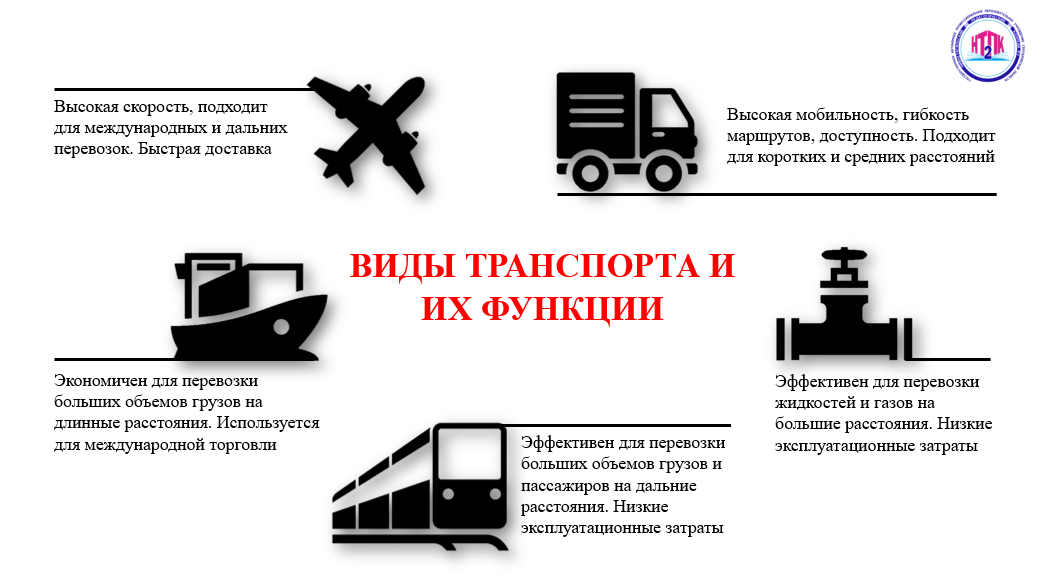 НТПК
2
Высокая скорость, подходит
для международных и дальних
перевозок. Быстрая доставка
Высокая мобильность, гибкость
маршрутов, доступность. Подходит
для коротких и средних расстояний
ВИДЫ ТРАНСПОРТА И
ИХ ФУНКЦИИ
Экономичен для перевозки
больших объемов грузов на
длинные расстояния. Используется
для международной торговли
Эффективен для перевозки
жидкостей и газов на
большие расстояния. Низкие
эксплуатационные затраты
Эффективен для перевозки
больших объемов грузов и
пассажиров на дальние
расстояния. Низкие
эксплуатационные затраты